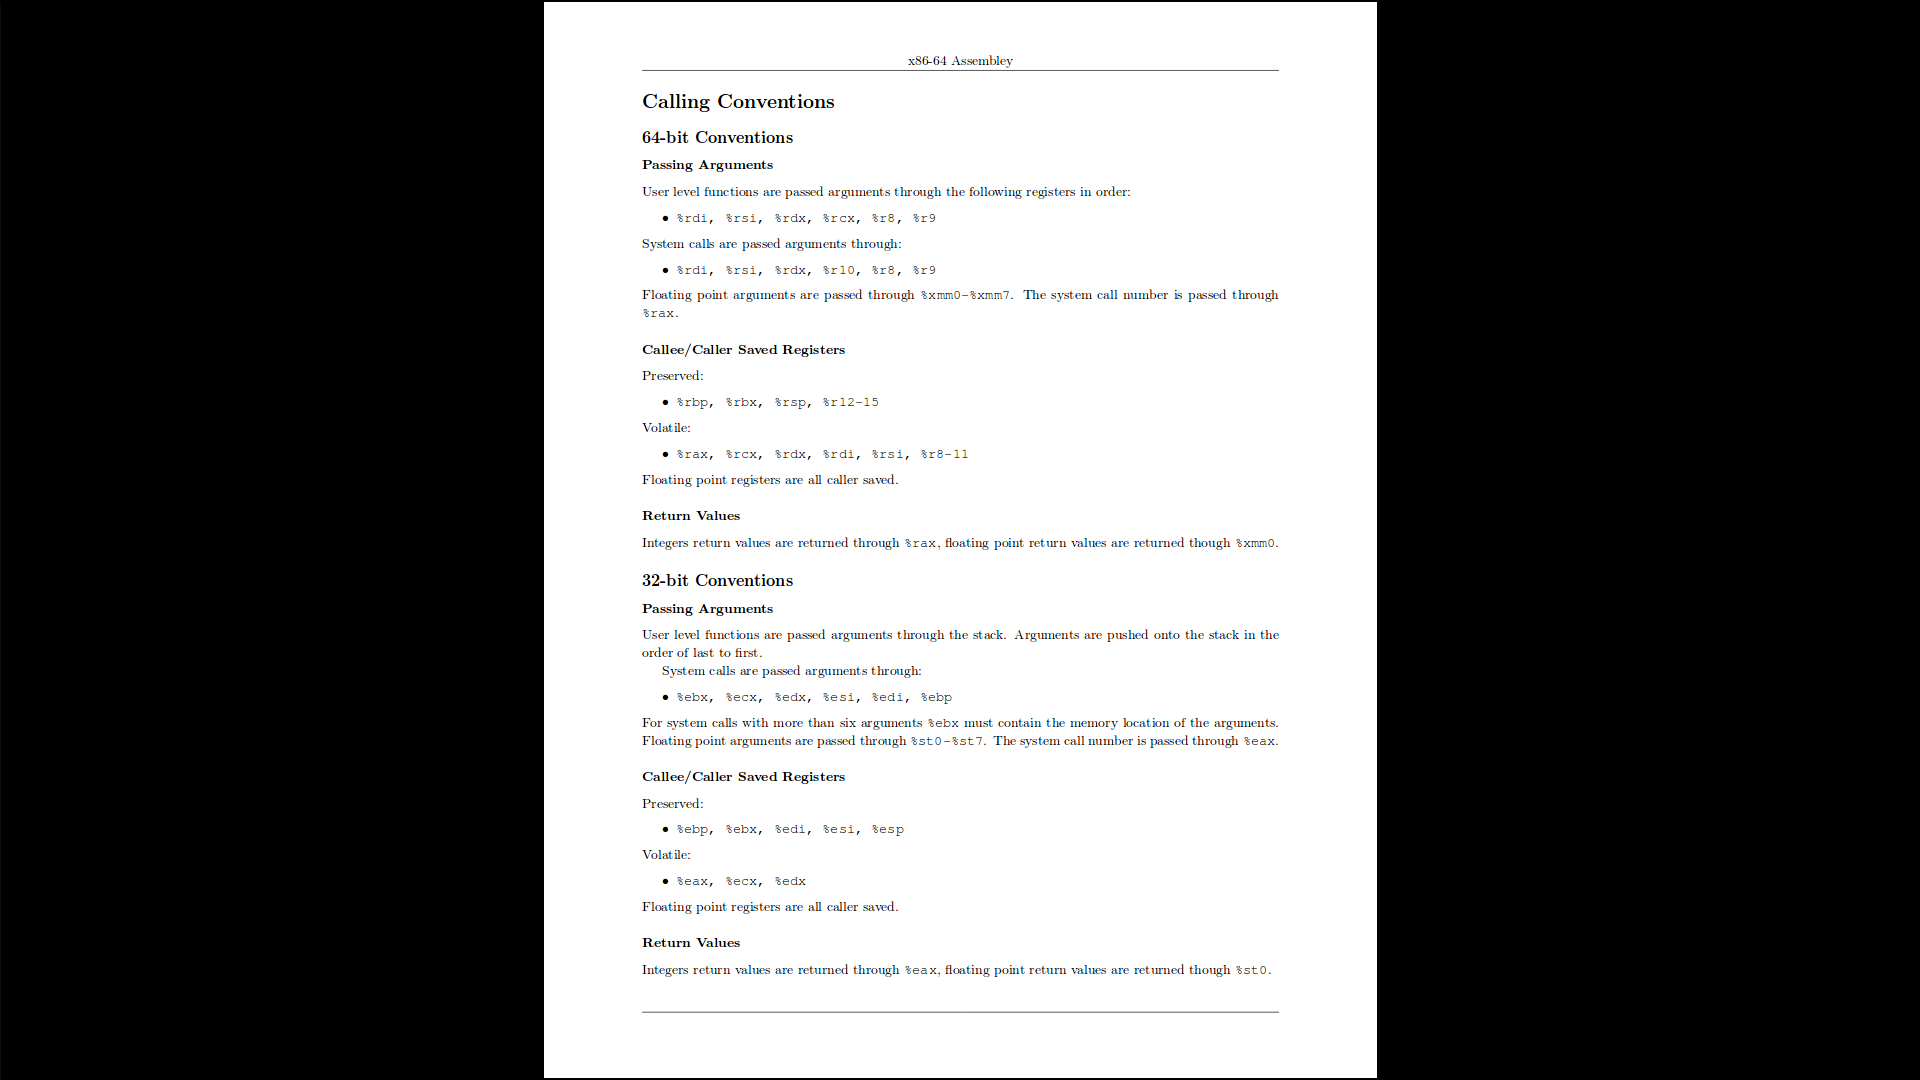 x86-64 Assembley
Calling Conventions
64-bit Conventions
Passing Arguments
User level functions are passed arguments through the following registers in order:
• %rdi, %rsi, %rdx, %rcx, %r8, %r9
System calls are passed arguments through:
• %rdi, %rsi, %rdx, %r10, %r8, %r9
Floating point arguments are passed through %xmm0-%xmm7. The system call number is passed through
%rax.
Callee/Caller Saved Registers
Preserved:
• %rbp, %rbx, %rsp, %r12-15
Volatile:
• %rax, %rcx, %rdx, %rdi, %rsi, %r8-11
Floating point registers are all caller saved.
Return Values
Integers return values are returned through %rax, floating point return values are returned though %xmm0.
32-bit Conventions
Passing Arguments
User level functions are passed arguments through the stack. Arguments are pushed onto the stack in the
order of last to first.
System calls are passed arguments through:
• %ebx, %ecx, %edx, %esi, %edi, %ebp
For system calls with more than six arguments %ebx must contain the memory location of the arguments.
Floating point arguments are passed through %st0-%st7. The system call number is passed through %eax.
Callee/Caller Saved Registers
Preserved:
• %ebp, %ebx, %edi, %esi, %esp
Volatile:
• %eax, %ecx, %edx
Floating point registers are all caller saved.
Return Values
Integers return values are returned through %eax, floating point return values are returned though %st0.